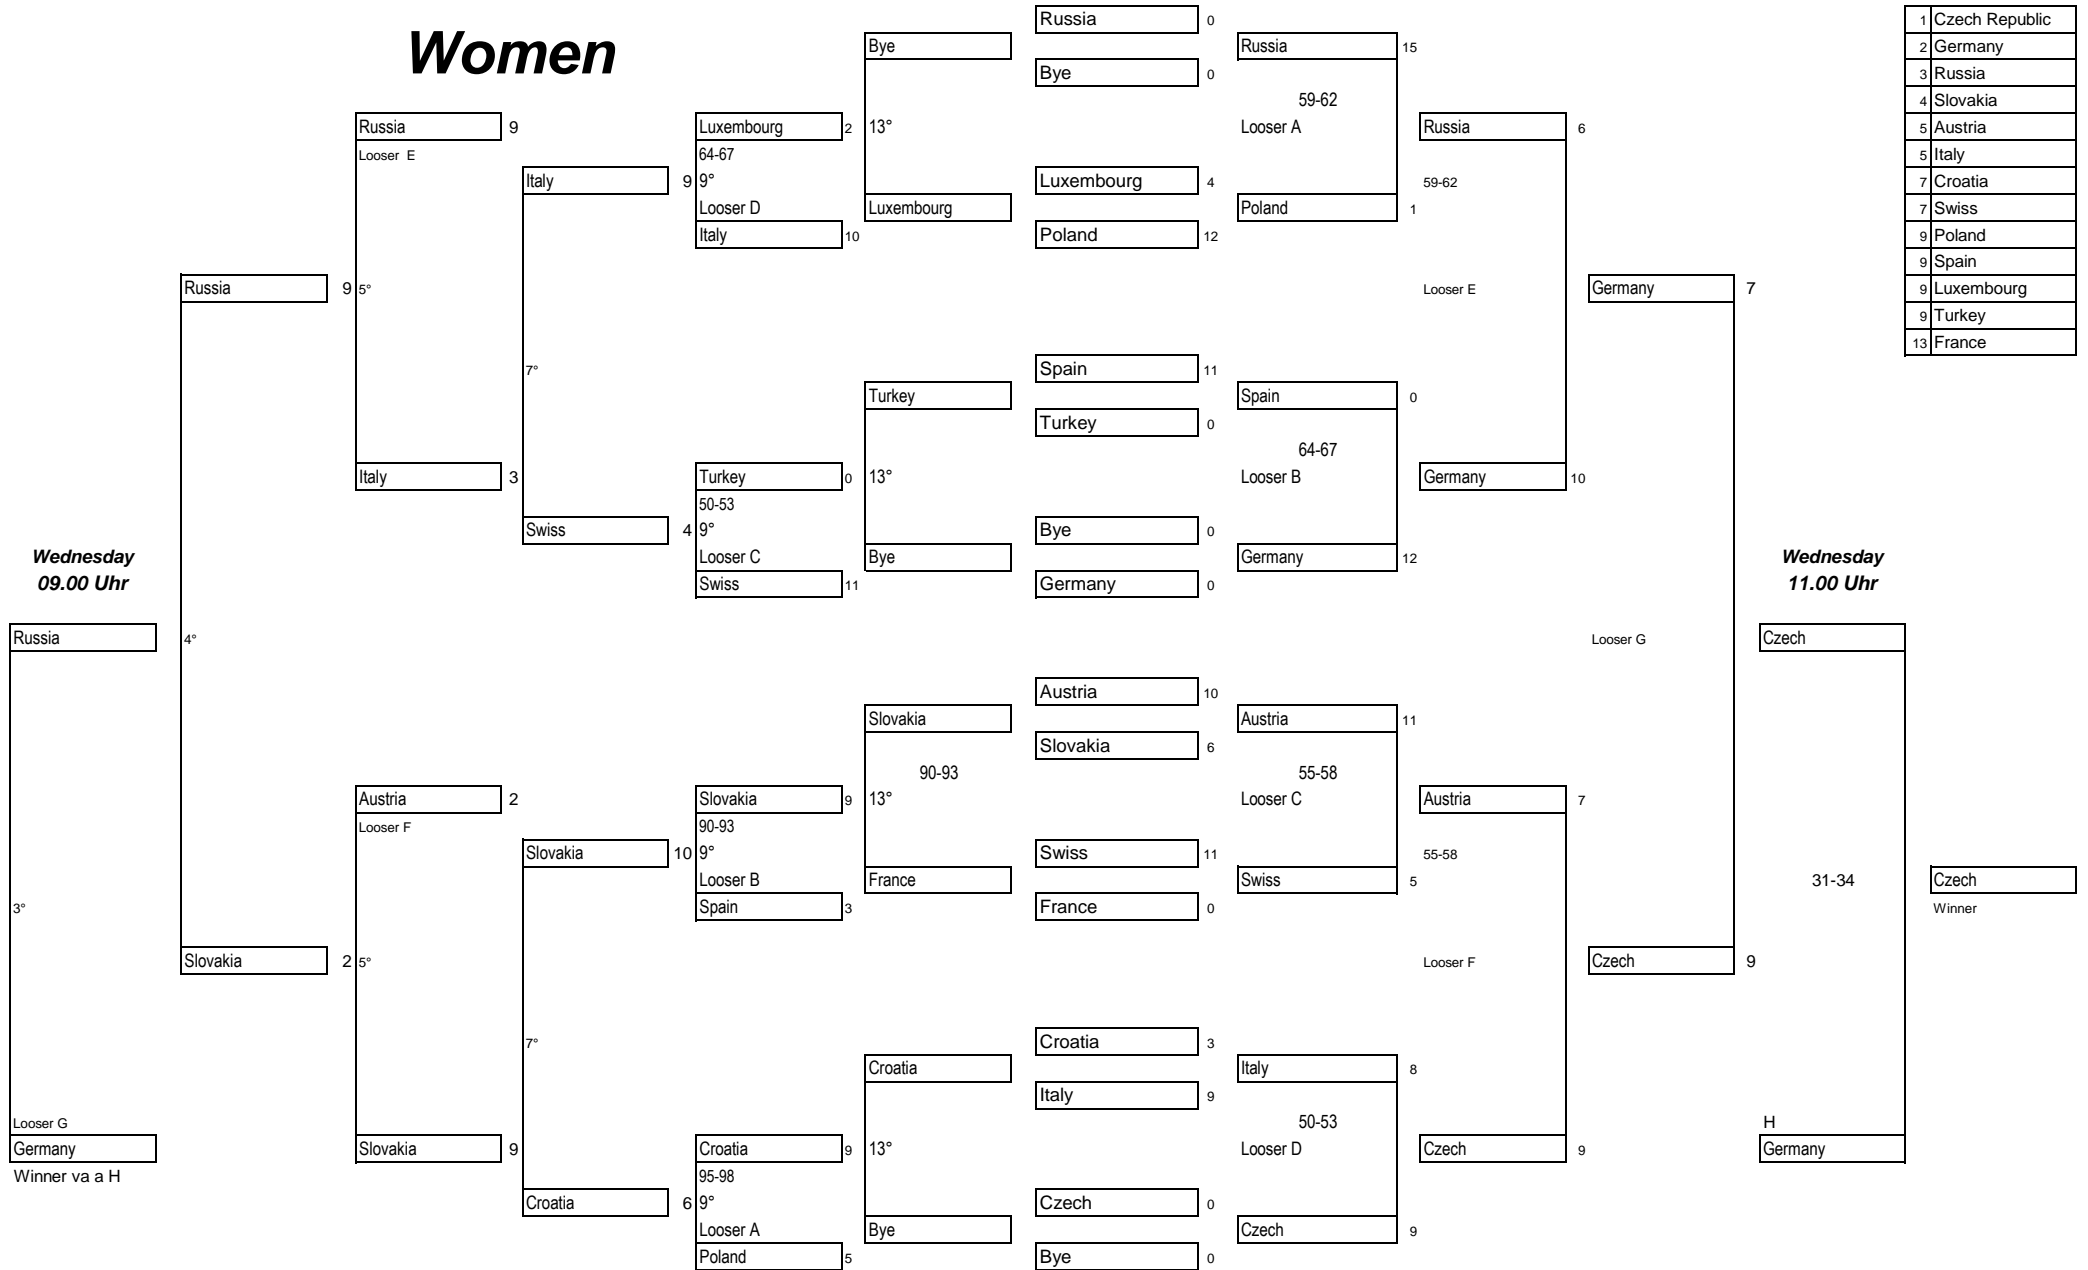 Women
Russia 0
1 Czech Republic
Bye
Russia 15
2 Germany
Bye 0
3 Russia
59-62
4 Slovakia
Russia 9
Luxembourg 2
13°
Looser A
Russia 6
5 Austria
Looser E
64-67
5 Italy
Italy 9
9°
Luxembourg 4
59-62
7 Croatia
Looser D
Luxembourg
Poland 1
7 Swiss
Italy 10
Poland 12
9 Poland
9 Spain
Russia 9
5°
Looser E
Germany 7
9 Luxembourg
9 Turkey
13 France
7°
Spain 11
Turkey
Spain 0
Turkey 0
64-67
Italy 3
Turkey 0
13°
Looser B
Germany 10
50-53
Swiss 4
9°
Bye 0
Wednesday
Looser C
Bye
Germany 12
Wednesday
09.00 Uhr
Swiss 11
Germany 0
11.00 Uhr
Russia
4°
Looser G
Czech
Austria 10
Slovakia
Austria 11
Slovakia 6
90-93
55-58
Austria 2
Slovakia 9
13°
Looser C
Austria 7
Looser F
90-93
Slovakia 10
9°
Swiss 11
55-58
Looser B
France
Swiss 5
31-34
Czech
3°
Spain 3
France 0
Winner
Slovakia 2
5°
Looser F
Czech 9
7°
Croatia 3
Croatia
Italy 8
Italy 9
Looser G
50-53
H
Germany
Slovakia 9
Croatia 9
13°
Looser D
Czech 9
Germany
Winner va a H
95-98
Croatia 6
9°
Czech 0
Looser A
Bye
Czech 9
Poland 5
Bye 0